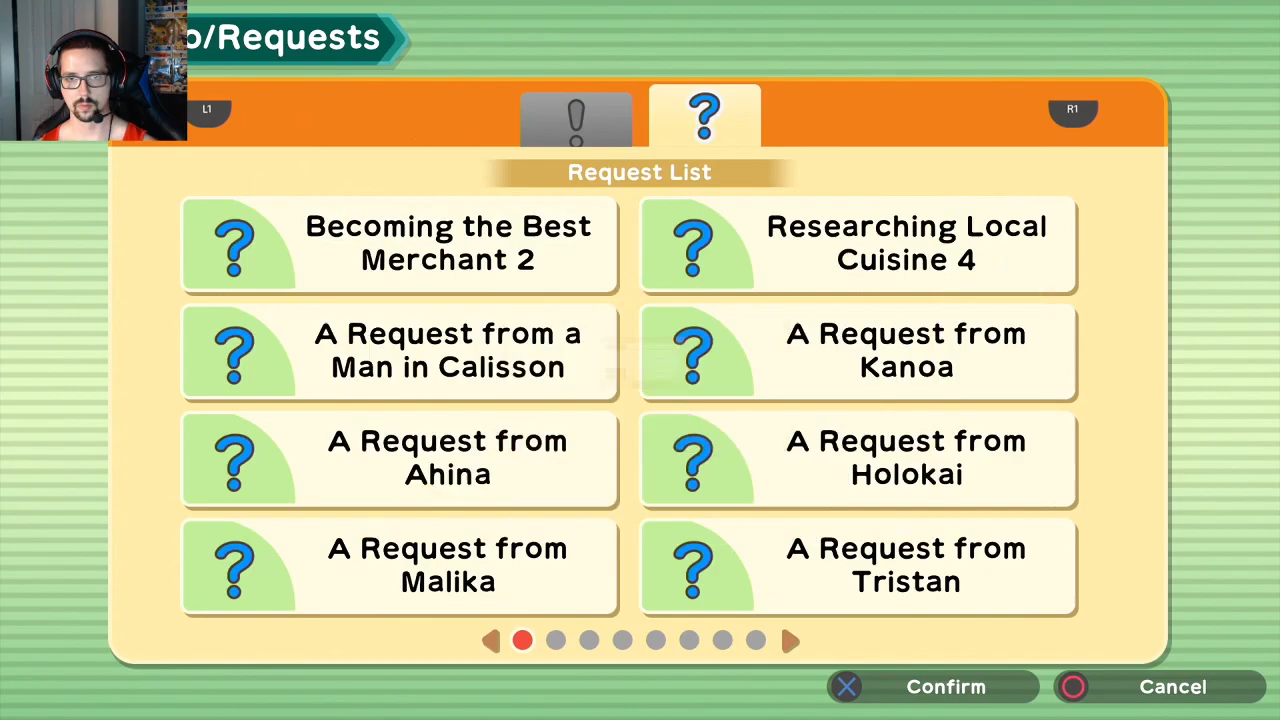 o/Requests
L1
R1
Request List
Becoming the Best
Merchant 2
Researching Local
Cuisine 4
A Request from a
Man in Calisson
A Request from
Kanoa
A Request from
Ahina
A Request from
Holokai
A Request from
Malika
A Request from
Tristan
Confirm
Cancel